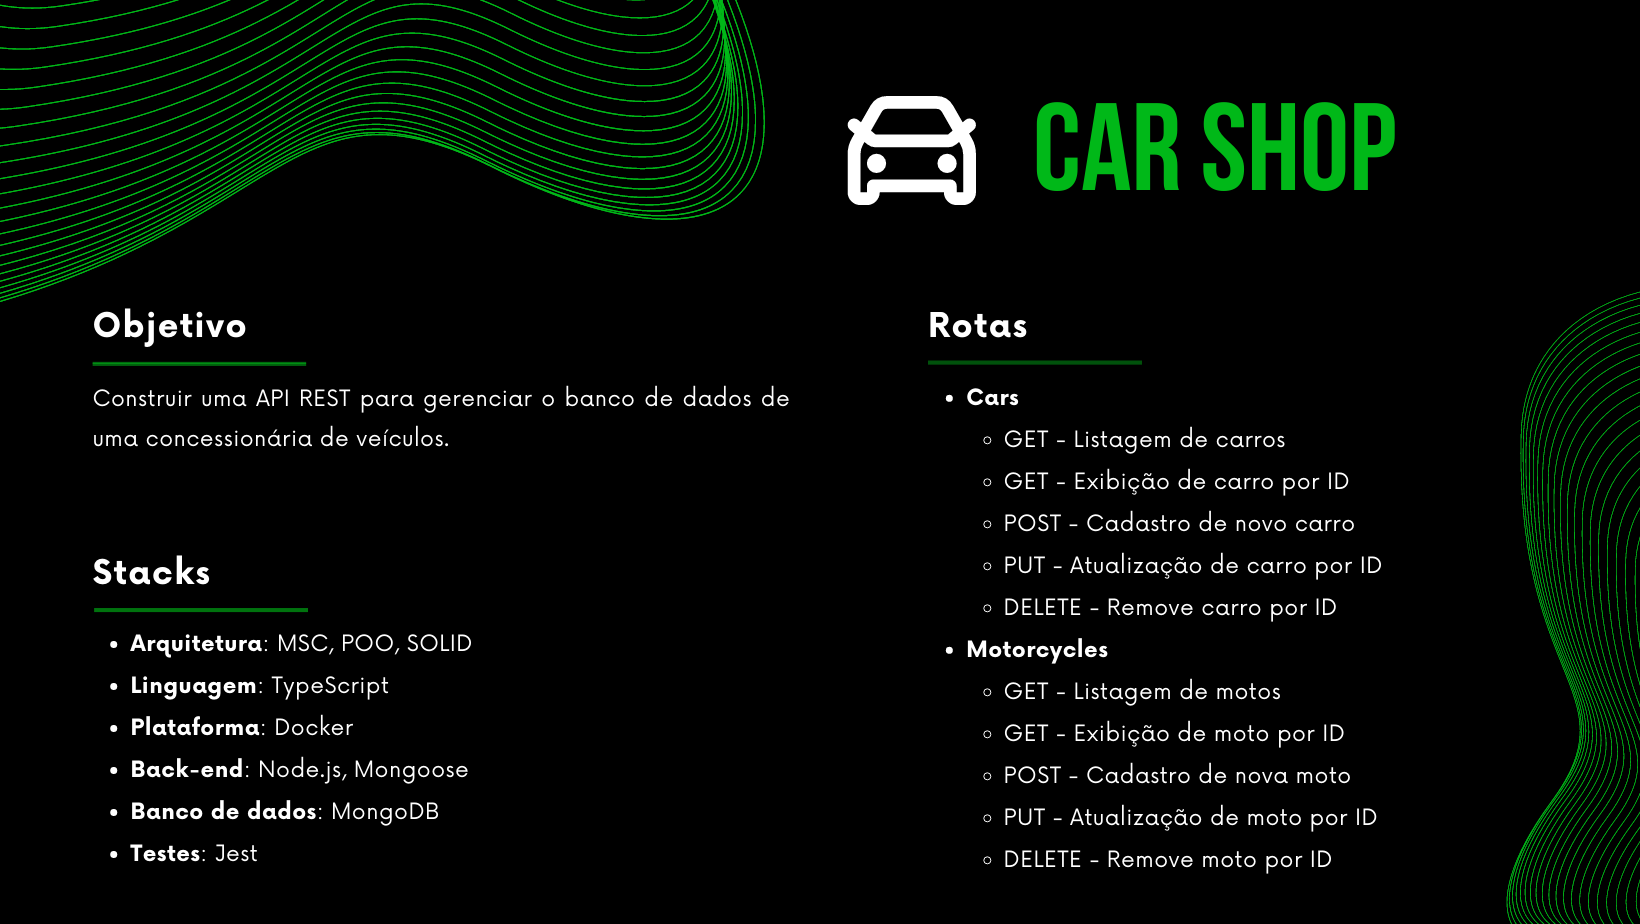 CAR SHOP
Objetivo
Construir uma API REST para gerenciar o banco de dados de
uma concessionária de veículos.
Stacks
• Arquitetura: MSC, POO, SOLID
• Linguagem: TypeScript
• Plataforma: Docker
• Back-end: Node.js, Mongoose
• Banco de dados: MongoDB
• Testes: Jest
Rotas
• Cars
◦ GET - Listagem de carros
◦ GET - Exibição de carro por ID
◦ POST - Cadastro de novo carro
◦ PUT - Atualização de carro por ID
◦ DELETE - Remove carro por ID
• Motorcycles
◦ GET - Listagem de motos
◦ GET - Exibição de moto por ID
◦ POST - Cadastro de nova moto
◦ PUT - Atualização de moto por ID
◦ DELETE - Remove moto por ID